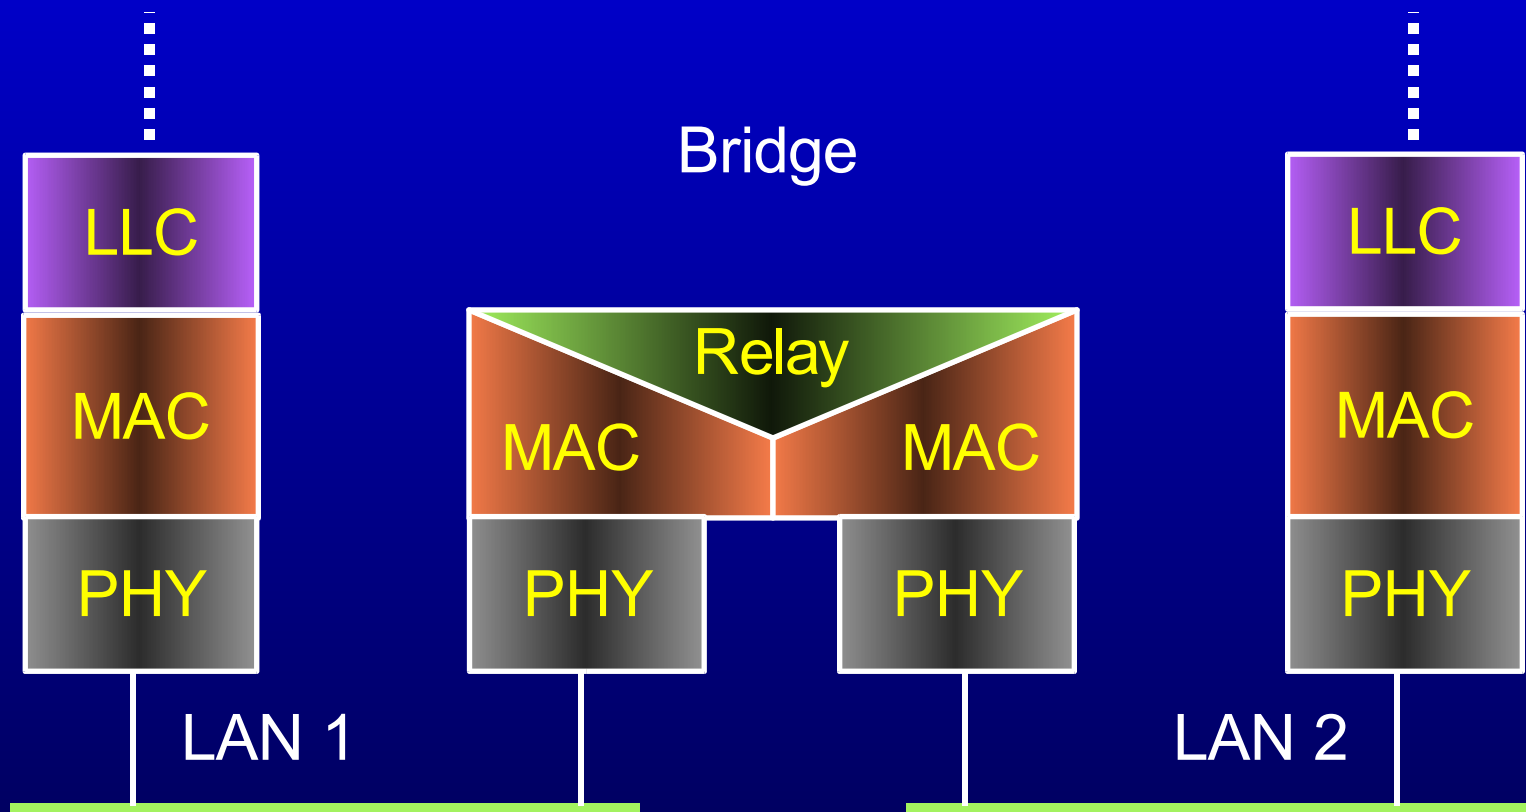 Bridge
LLC
LLC
Relay
MAC
MAC
MAC
MAC
PHY
PHY
PHY
PHY
LAN 1
LAN 2